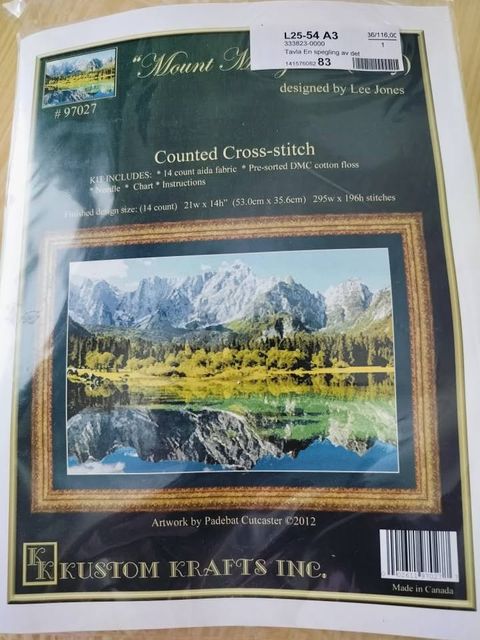 L25-54 A3
36/116,00
333823-0000
1
Tavla En spegling av det
141576082 83
"Mount
designed by Lee Jones
# 97027
Counted Cross-stitch
KIT INCLUDES: * 14 count aida fabric * Pre-sorted DMC cotton floss
* Needle * Chart * Instructions
Finished design size: (14 count) 21w x 14h" (53.0cm x 35.6cm) 295w x 196h stitches
Artwork by Padebat Cutcaster ©2012
KK KUSTOM KRAFTS INC.
Made in Canada